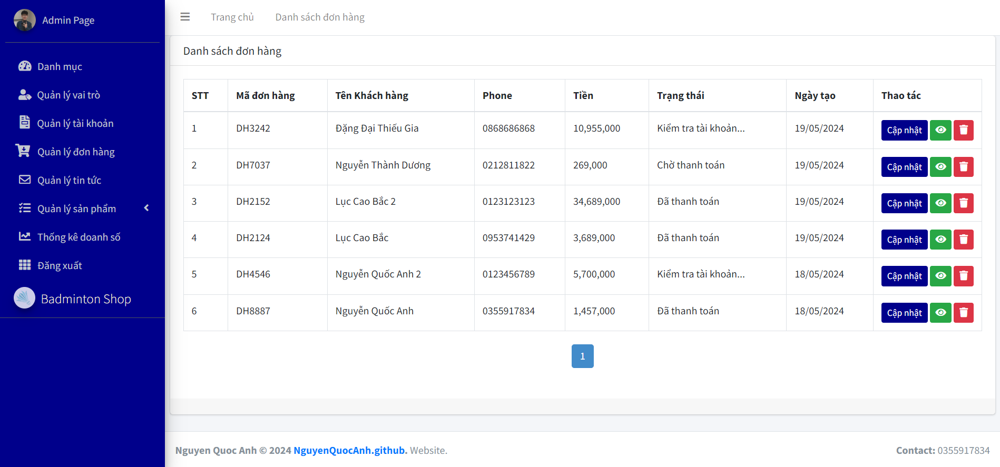 Admin Page
Danh mục
Quản lý vai trò
Quản lý tài khoản
Quản lý đơn hàng
Quản lý tin tức
Quản lý sản phẩm
Thống kê doanh số
Đăng xuất
Badminton Shop
Trang chủ Danh sách đơn hàng
Danh sách đơn hàng
STT Mã đơn hàng Tên Khách hàng Phone Tiền Trạng thái Ngày tạo Thao tác
1 DH3242 Đặng Đại Thiếu Gia 0868686868 10,955,000 Kiểm tra tài khoản... 19/05/2024 Cập nhật
2 DH7037 Nguyễn Thành Dương 0212811822 269,000 Chờ thanh toán 19/05/2024 Cập nhật
3 DH2152 Lục Cao Bắc 2 0123123123 34,689,000 Đã thanh toán 19/05/2024 Cập nhật
4 DH2124 Lục Cao Bắc 0953741429 3,689,000 Đã thanh toán 19/05/2024 Cập nhật
5 DH4546 Nguyễn Quốc Anh 2 0123456789 5,700,000 Kiểm tra tài khoản... 18/05/2024 Cập nhật
6 DH8887 Nguyễn Quốc Anh 0355917834 1,457,000 Đã thanh toán 18/05/2024 Cập nhật
1
Nguyen Quoc Anh © 2024 NguyenQuocAnh.github. Website. Contact: 0355917834